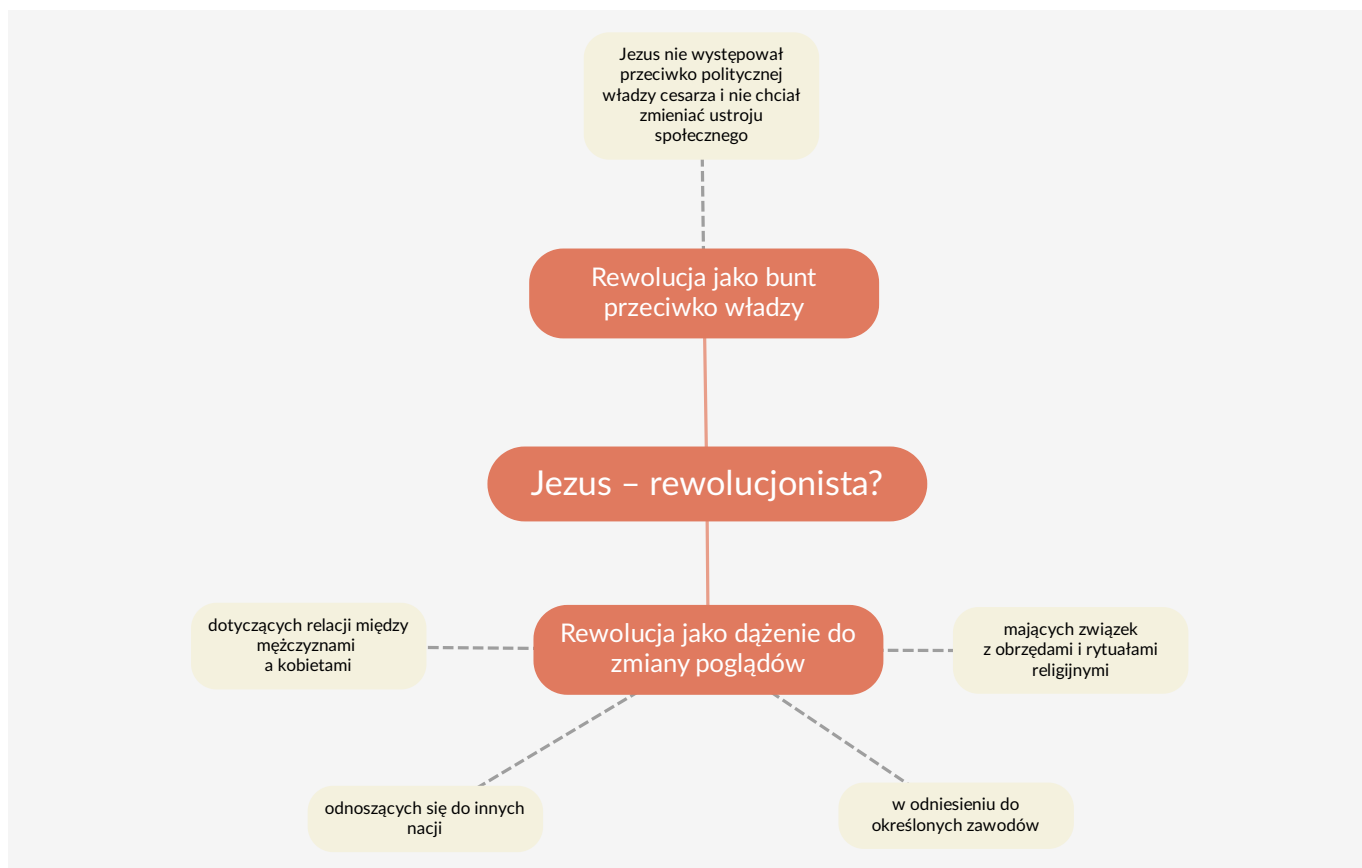 Jezus nie występował
przeciwko politycznej
władzy cesarza i nie chciał
zmieniać ustroju
społecznego
Rewolucja jako bunt
przeciwko władzy
Jezus – rewolucjonista?
dotyczących relacji między
mężczyznami
a kobietami
Rewolucja jako dążenie do
zmiany poglądów
mających związek
z obrzędami i rytuałami
religijnymi
odnoszących się do innych
nacji
w odniesieniu do
określonych zawodów